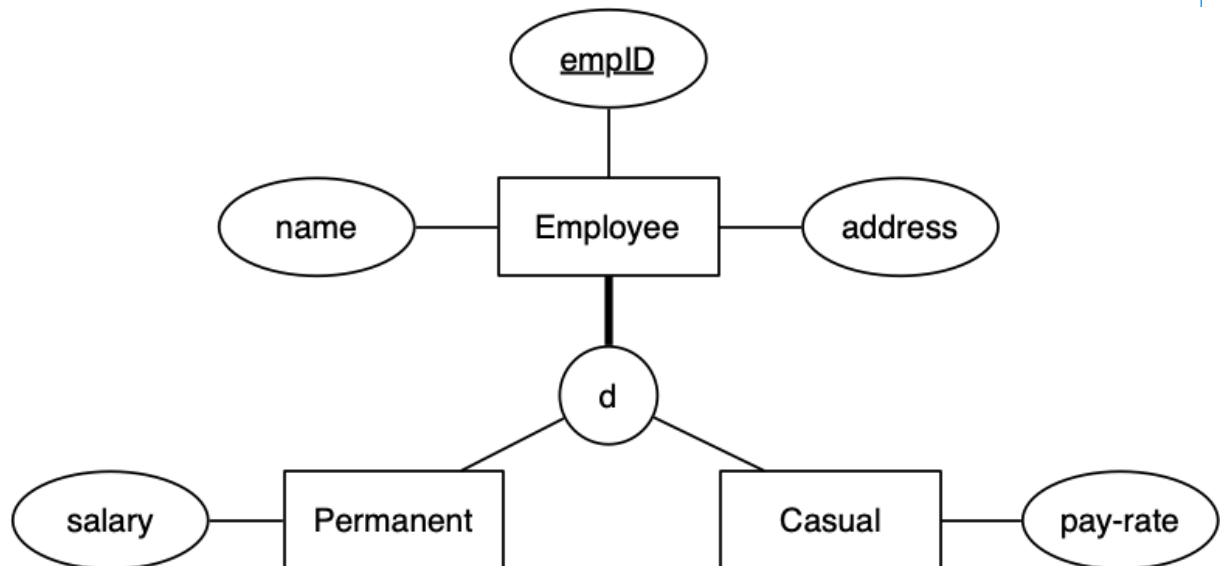 empID
name
Employee
address
d
salary
Permanent
Casual
pay-rate